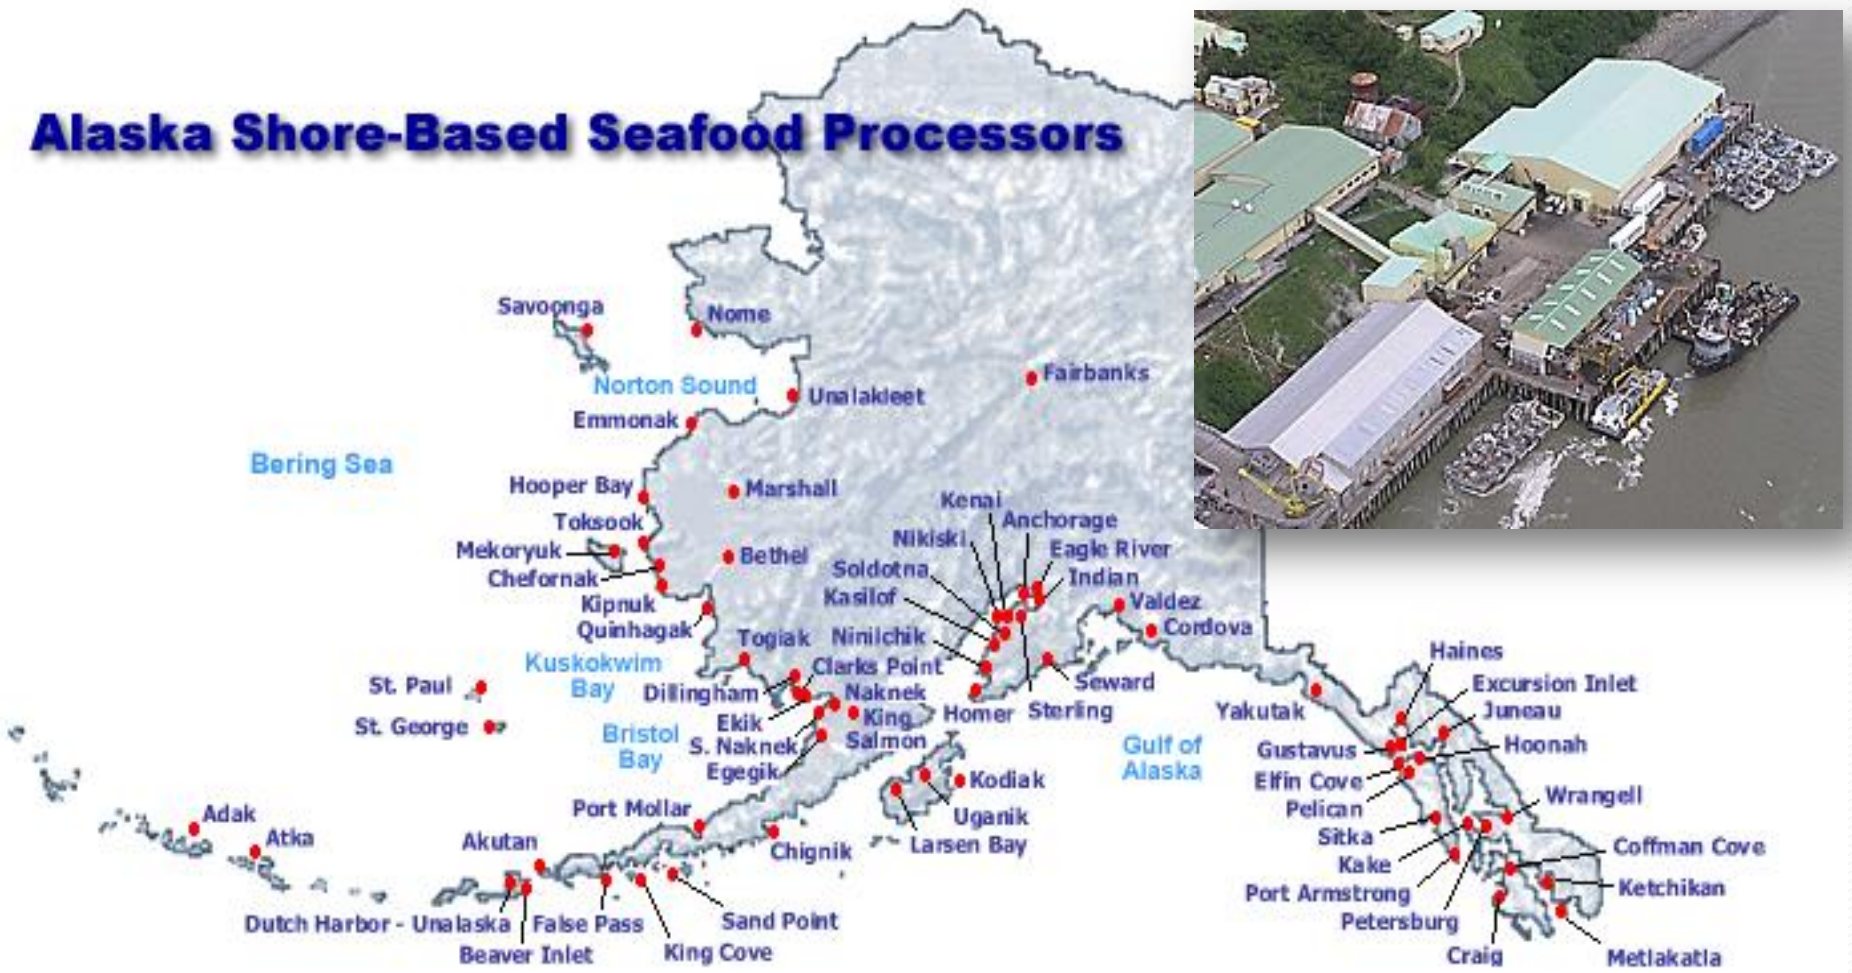 Alaska Shore-Based Seafood Processors
Savoonga
Nome
Norton Sound
Unalakleet
Fairbanks
Emmonak
Bering Sea
Hooper Bay
Marshall
Toksook
Mekoryuk
Bethel
Chefornak
Kipnuk
Quinhagak
Kenai
Anchorage
Nikiski
Eagle River
Soldotna
Indian
Kasilof
Valdez
Ninilchik
Cordova
Togiak
Kuskokwim
Bay
Clarks Point
Dillingham
Naknek
Ekik
King
Salmon
S. Naknek
Egegik
Bristol
Bay
Homer
Sterling
Seward
St. Paul
St. George
Gulf of
Alaska
Kodiak
Uganik
Larsen Bay
Port Mollar
Chignik
Adak
Atka
Akutan
Dutch Harbor - Unalaska
False Pass
Sand Point
Beaver Inlet
King Cove
Haines
Excursion Inlet
Yakutak
Juneau
Gustavus
Hoonah
Elfin Cove
Pelican
Wrangell
Sitka
Coffman Cove
Kake
Ketchikan
Port Armstrong
Petersburg
Craig
Metlakatla